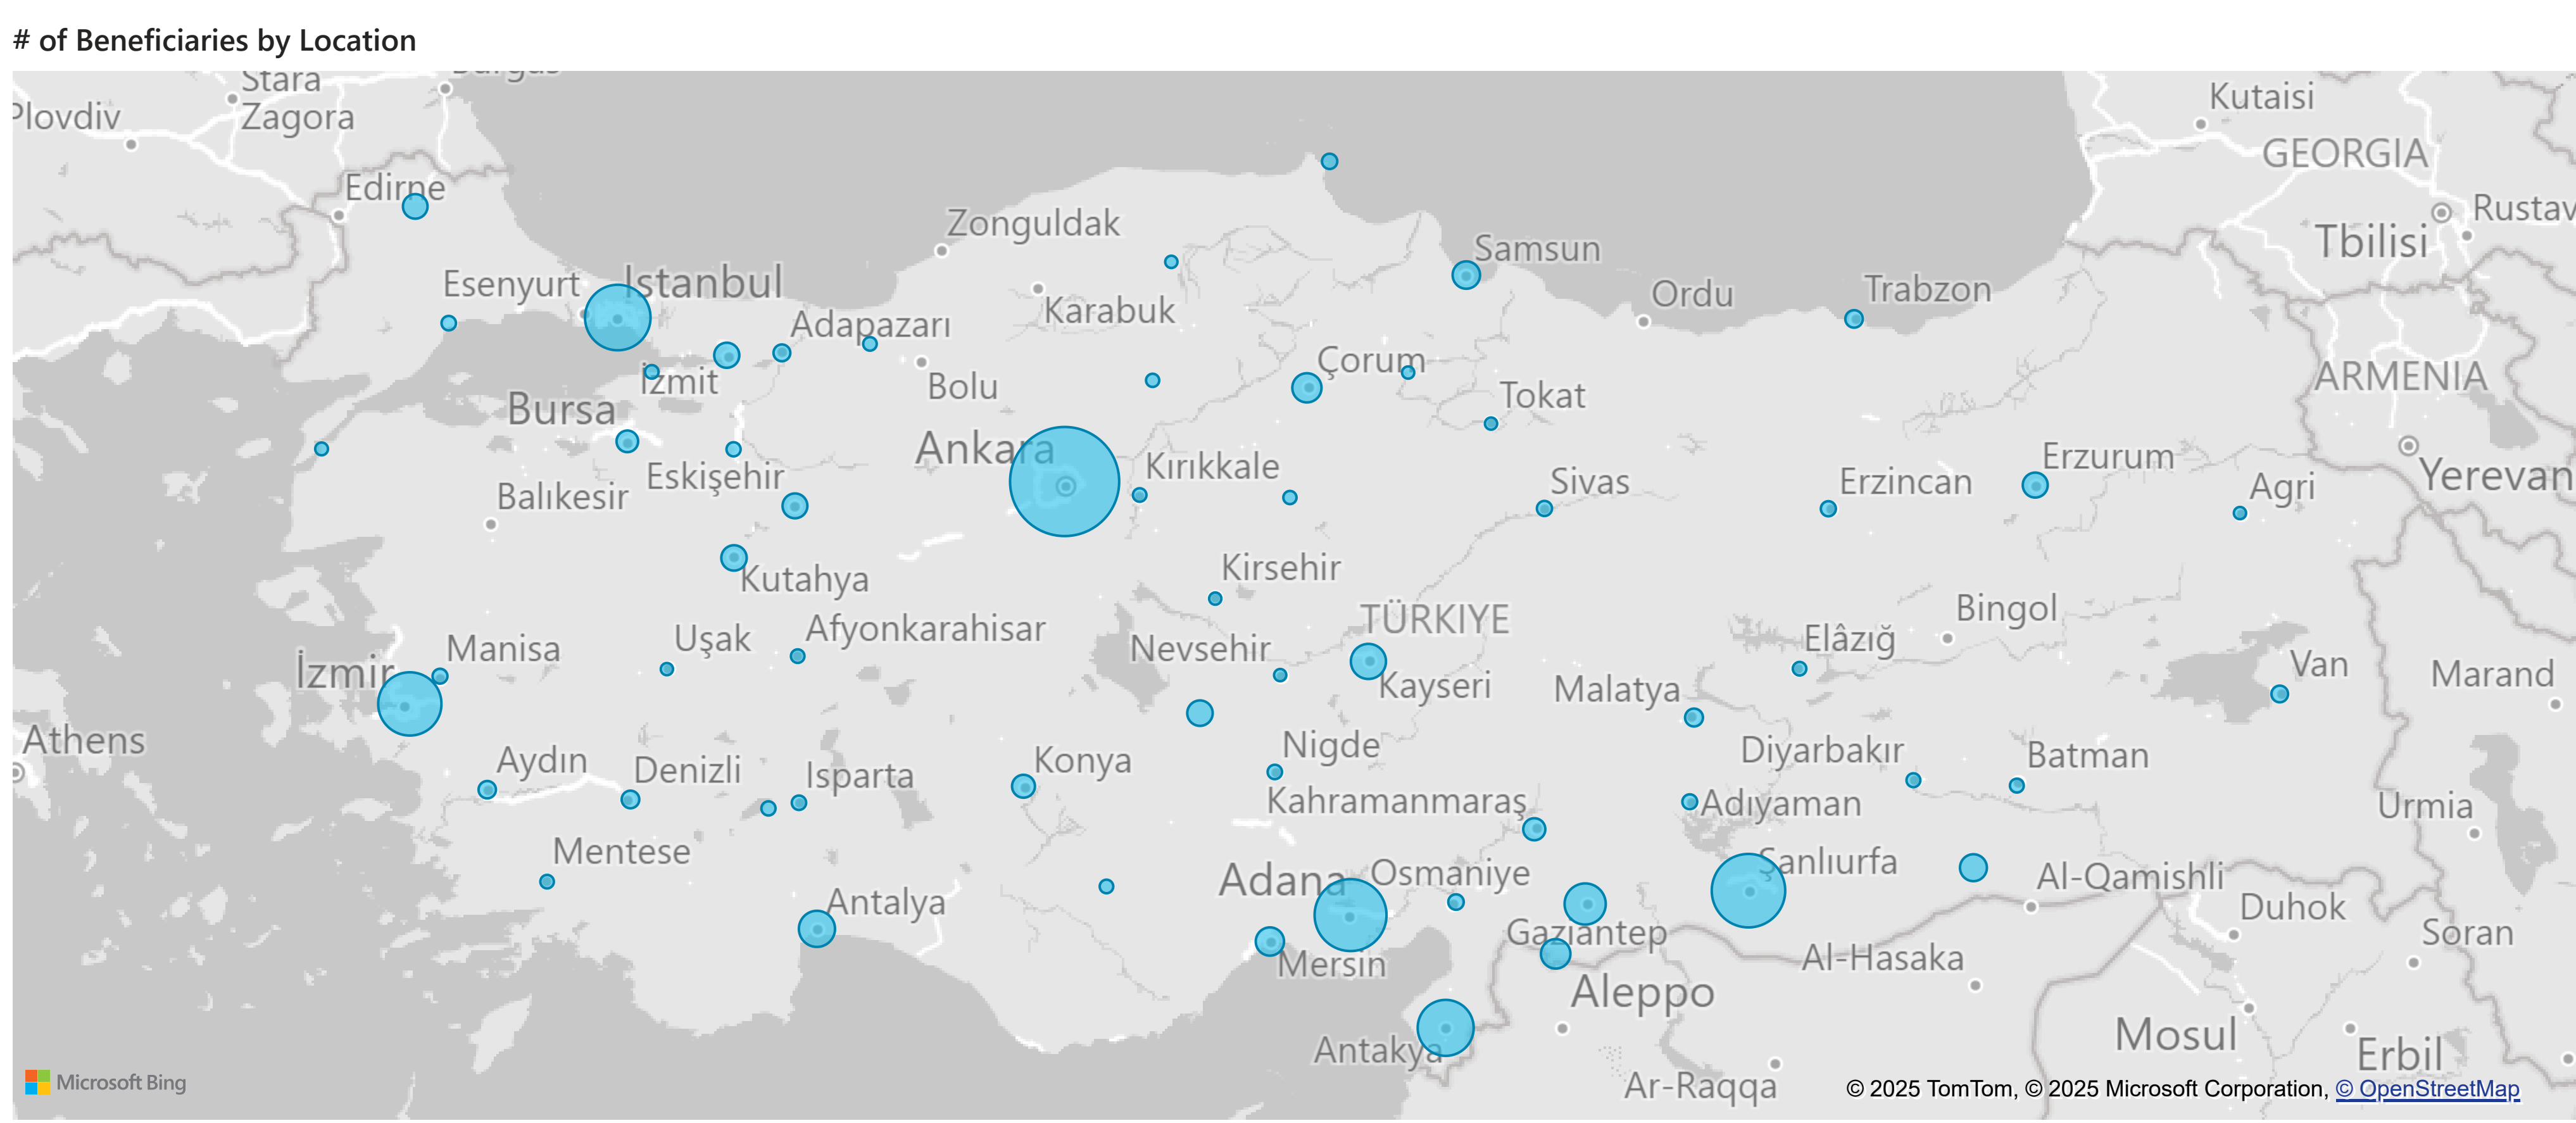 # of Beneficiaries by Location
Stara
Zagora
Burgas
Plovdiv
Kutaisi
GEORGIA
Edirne
Tbilisi
Rustav
Zonguldak
Samsun
Esenyurt
Istanbul
Karabuk
Ordu
Trabzon
Adapazarı
İzmit
Bolu
Çorum
Tokat
ARMENIA
Bursa
Ankara
Kırıkkale
Eskişehir
Balıkesir
Sivas
Erzincan
Erzurum
Agri
Yerevan
Kutahya
Kirsehir
TÜRKIYE
Bingol
Afyonkarahisar
Uşak
Manisa
İzmir
Nevsehir
Kayseri
Elâzığ
Malatya
Van
Marand
Athens
Aydın
Denizli
Isparta
Konya
Nigde
Diyarbakır
Batman
Kahramanmaraş
Adıyaman
Urmia
Mentese
Antalya
Adana
Osmaniye
Şanlıurfa
Al-Qamishli
Duhok
Gaziantep
Mersin
Al-Hasaka
Soran
Aleppo
Antakya
Mosul
Erbil
Ar-Raqqa
Microsoft Bing
© 2025 TomTom, © 2025 Microsoft Corporation, © OpenStreetMap